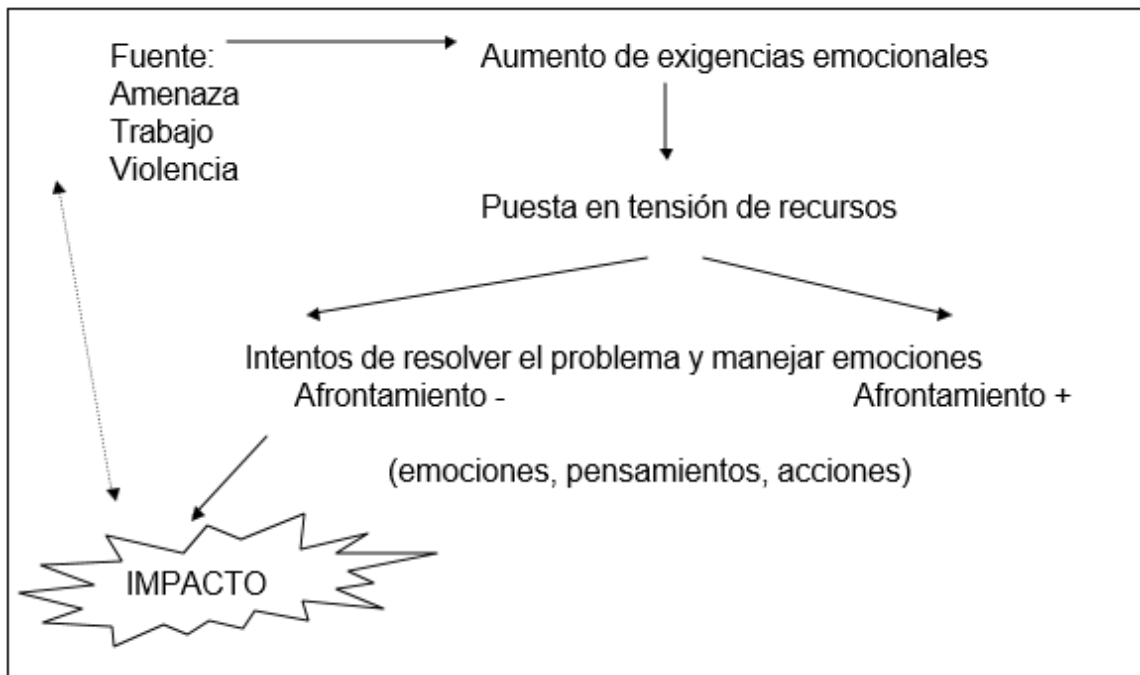 Fuente:
Aumento de exigencias emocionales
Amenaza
Trabajo
Violencia
Puesta en tensión de recursos
Intentos de resolver el problema y manejar emociones
Afrontamiento -
Afrontamiento +
(emociones, pensamientos, acciones)
IMPACTO